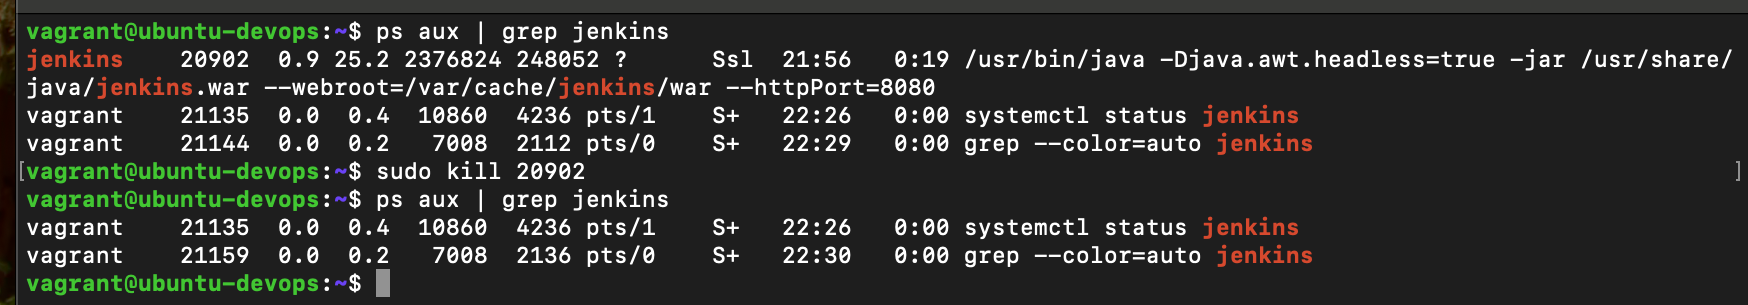 vagrant@ubuntu-devops:~$ ps aux | grep jenkins
jenkins    20902  0.9 25.2 2376824 248052 ?      Ssl  21:56   0:19 /usr/bin/java -Djava.awt.headless=true -jar /usr/share/
java/jenkins.war --webroot=/var/cache/jenkins/war --httpPort=8080
vagrant    21135  0.0  0.4  10860  4236 pts/1    S+   22:26   0:00 systemctl status jenkins
vagrant    21144  0.0  0.2   7008  2112 pts/0    S+   22:29   0:00 grep --color=auto jenkins
[vagrant@ubuntu-devops:~$ sudo kill 20902 ]
vagrant@ubuntu-devops:~$ ps aux | grep jenkins
vagrant    21135  0.0  0.4  10860  4236 pts/1    S+   22:26   0:00 systemctl status jenkins
vagrant    21159  0.0  0.2   7008  2136 pts/0    S+   22:30   0:00 grep --color=auto jenkins
vagrant@ubuntu-devops:~$